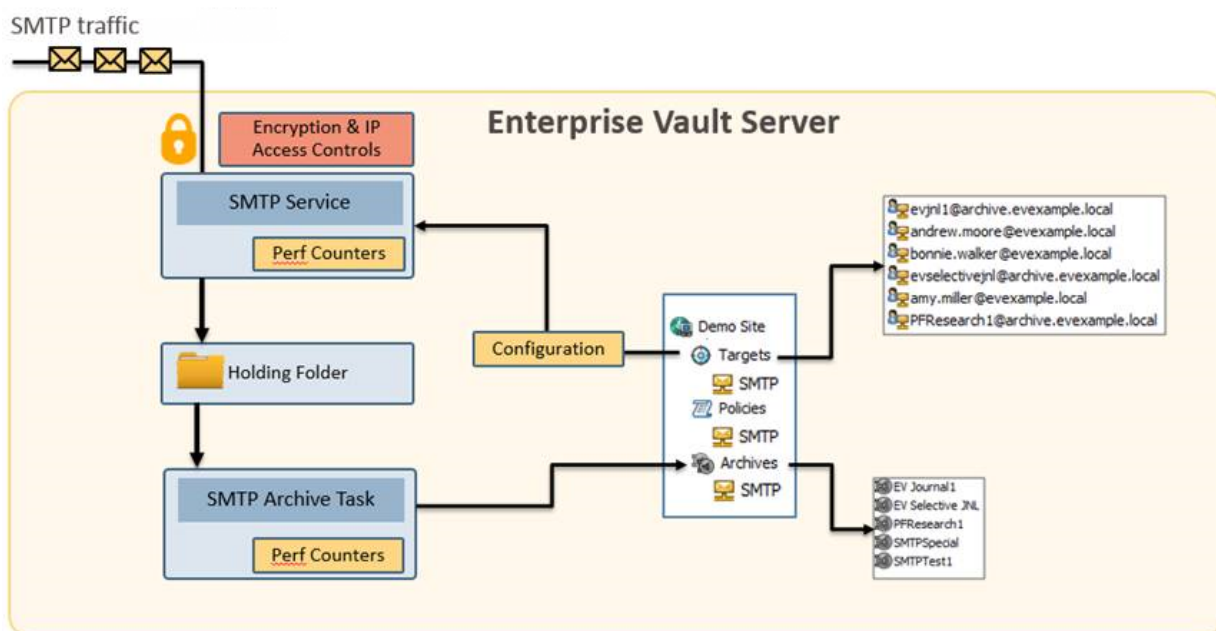 SMTP traffic
Enterprise Vault Server
Encryption & IP
Access Controls
SMTP Service
Perf Counters
Holding Folder
SMTP Archive Task
Perf Counters
Configuration
Demo Site
Targets
SMTP
Policies
SMTP
Archives
SMTP
evjnl1@archive.evexample.local
andrew.moore@evexample.local
bonnie.walker@evexample.local
evselectivejnl@archive.evexample.local
amy.miller@evexample.local
PFResearch1@archive.evexample.local
EV Journal1
EV Selective JNL
PFResearch1
SMTPSpecial
SMTPTest1